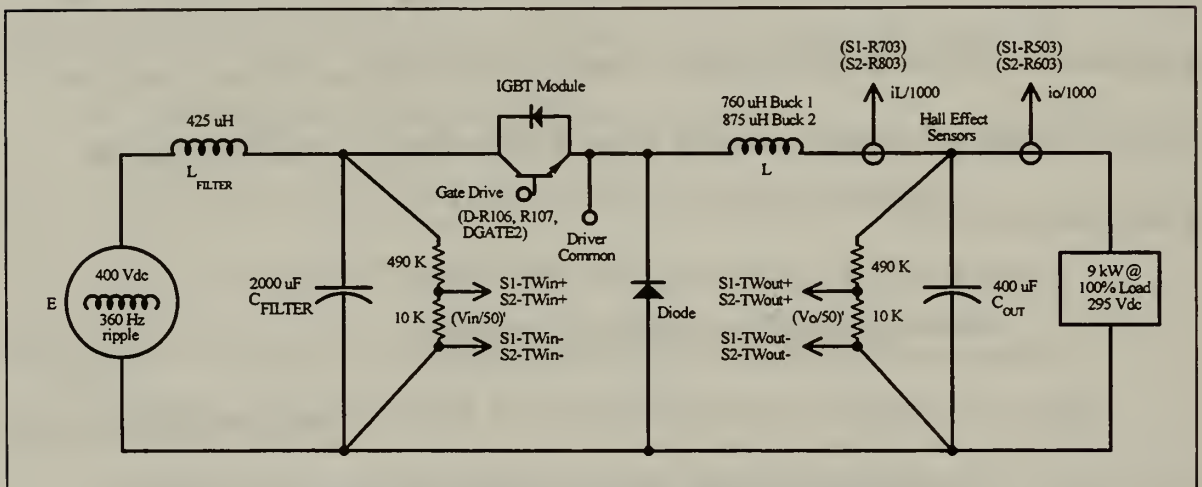 (S1-R703)
(S2-R803)
(S1-R503)
(S2-R603)
IGBT Module
760 uH Buck 1
875 uH Buck 2
iL/1000
Hall Effect
Sensors
io/1000
425 uH
L FILTER
L
Gate Drive
(D-R106, R107,
DGATE2)
Driver
Common
400 Vdc
E
360 Hz
ripple
2000 uF
C FILTER
490 K
10 K
S1-TWin+
S2-TWin+
(Vin/50)'
S1-TWin-
S2-TWin-
Diode
S1-TWout+
S2-TWout+
(Vo/50)'
S1-TWout-
S2-TWout-
490 K
10 K
400 uF
C OUT
9 kW @
100% Load
295 Vdc